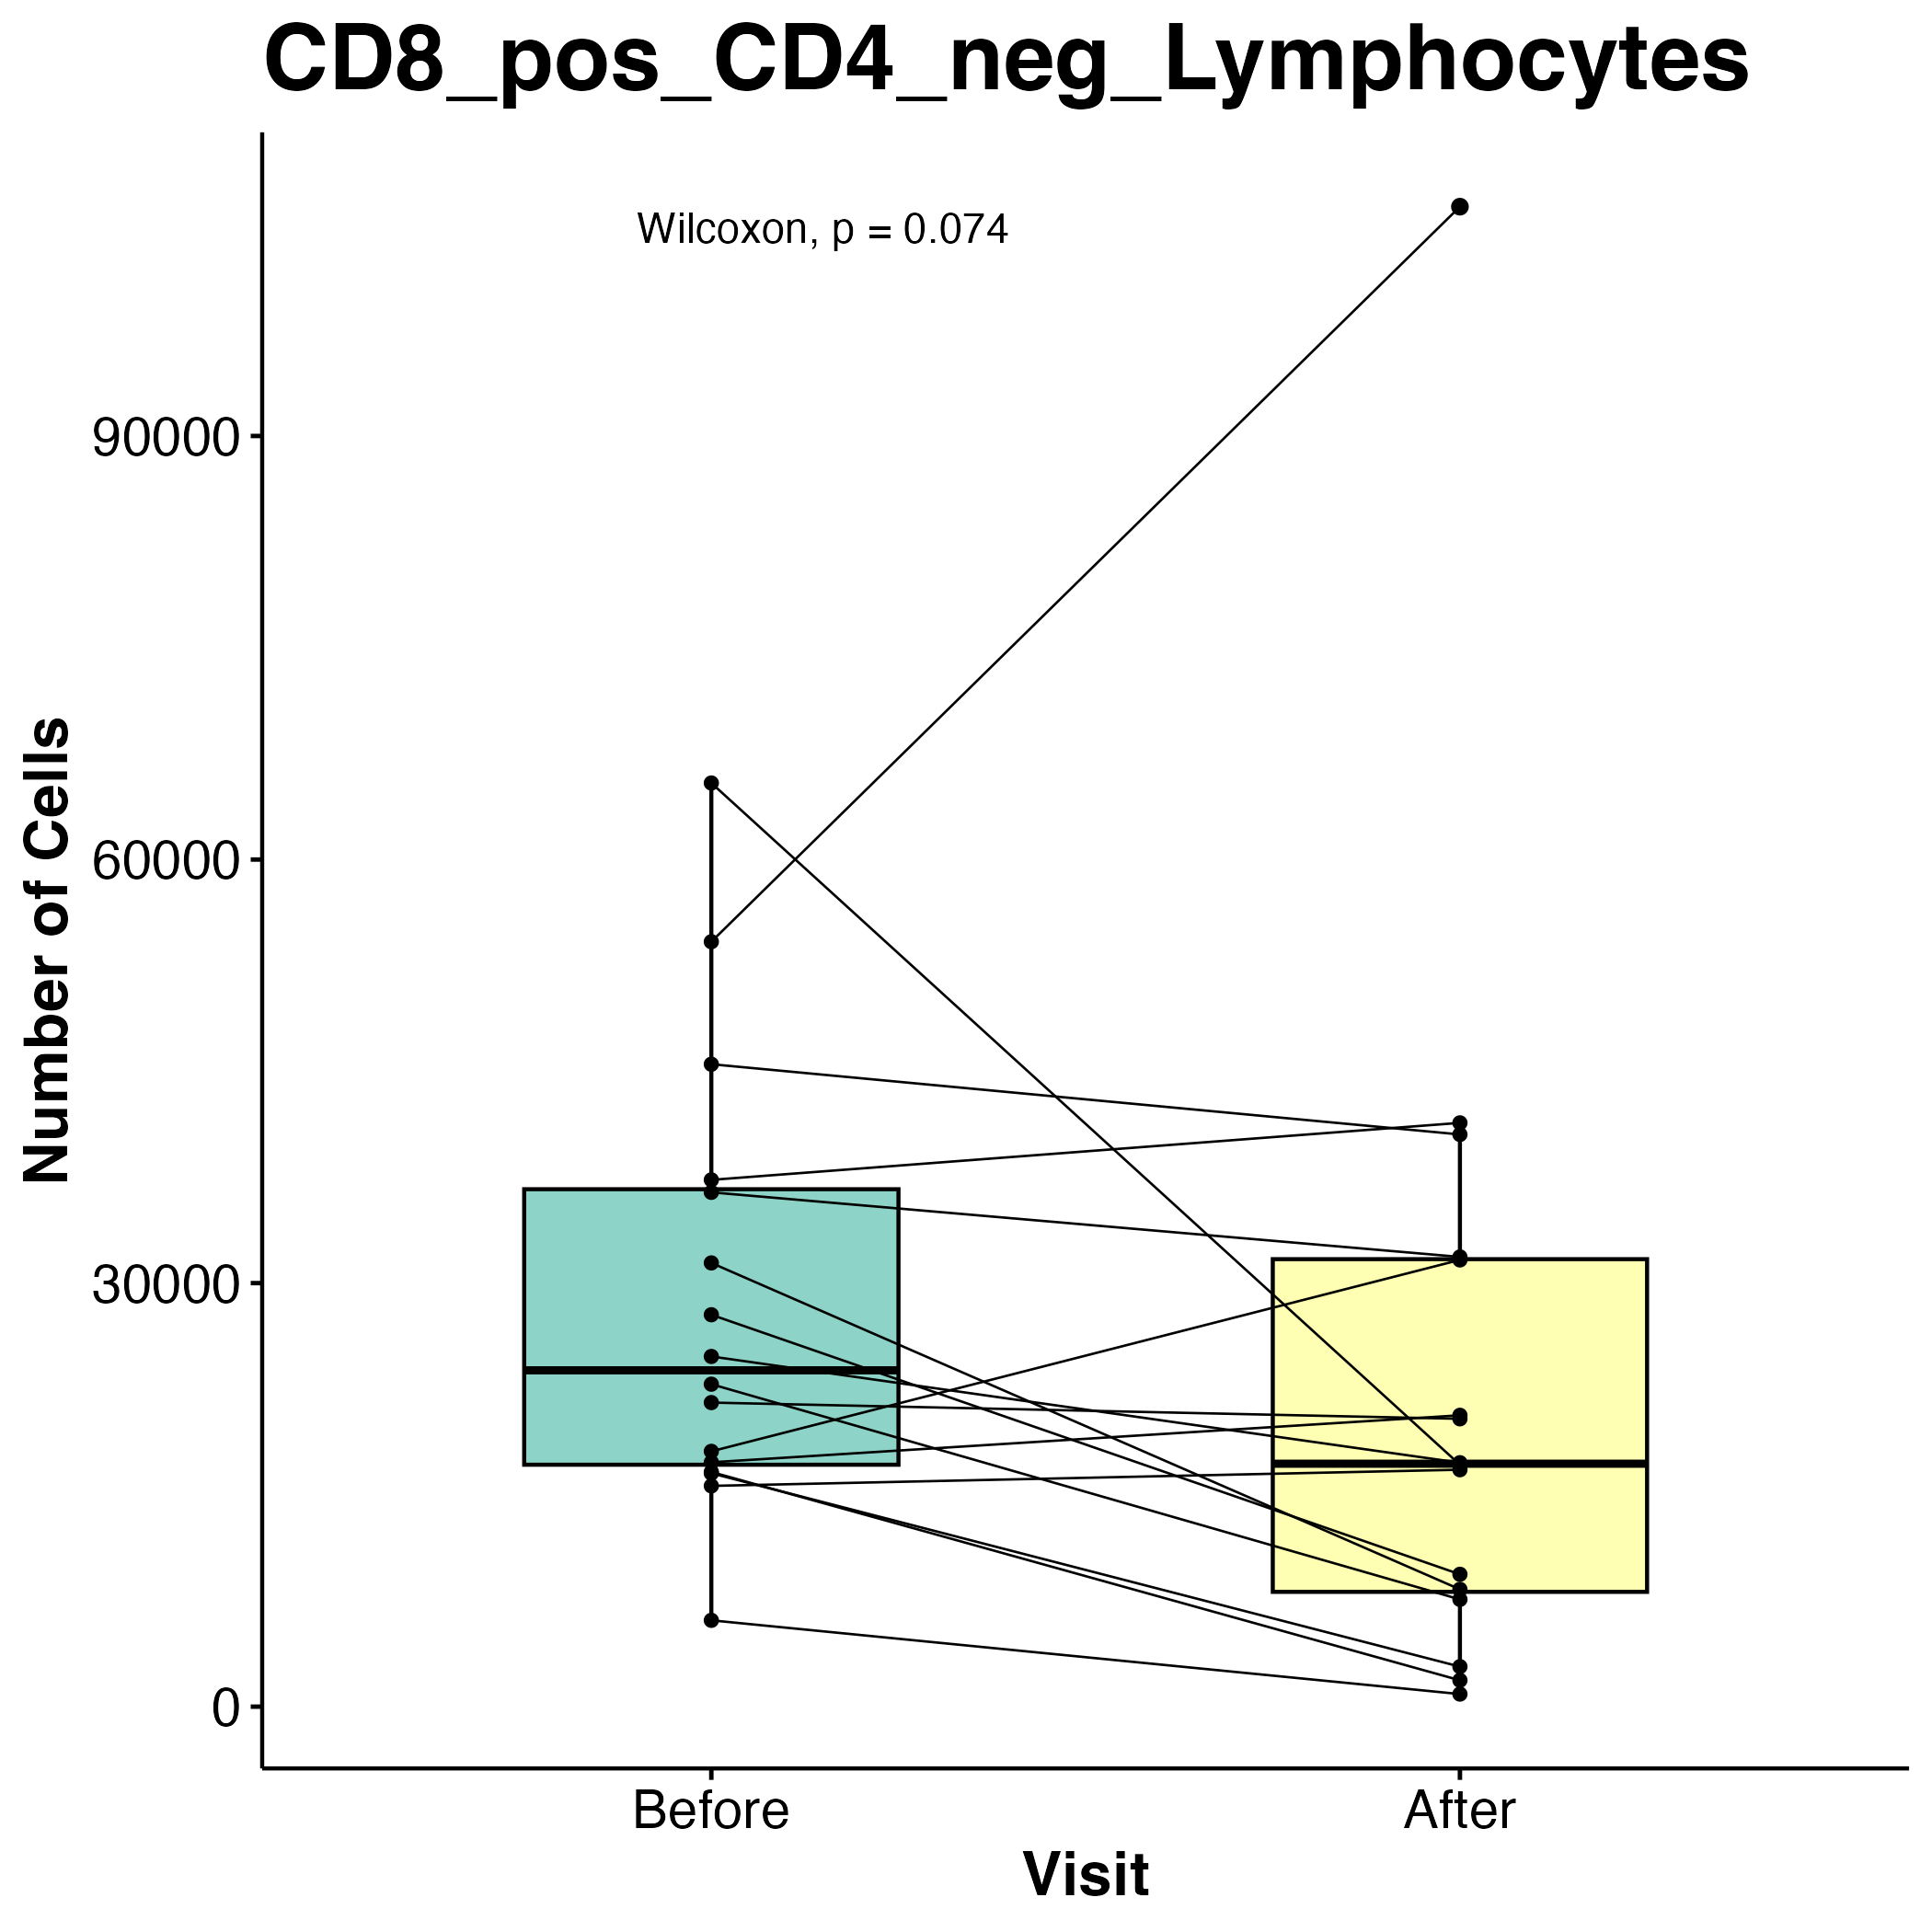 CD8_pos_CD4_neg_Lymphocytes
Wilcoxon, p = 0.074
Number of Cells
90000
60000
30000
0
Before
After
Visit